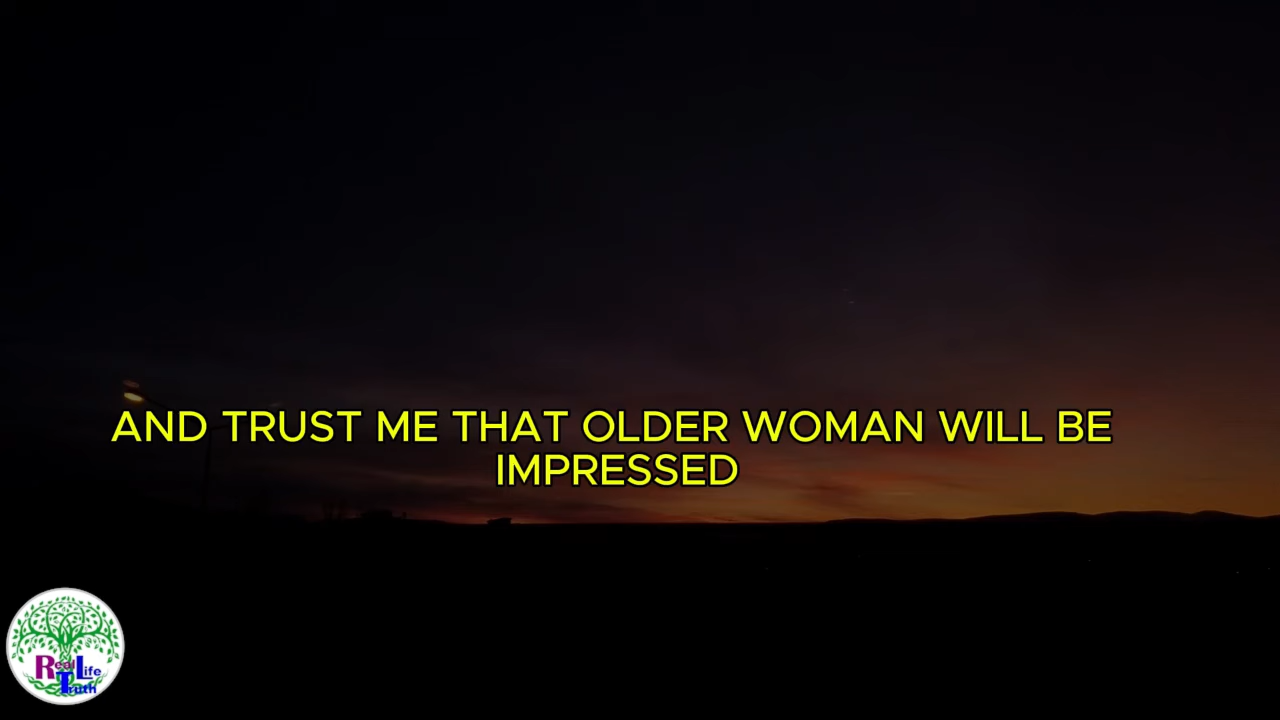 AND TRUST ME THAT OLDER WOMAN WILL BE
IMPRESSED
Real Life
Truth